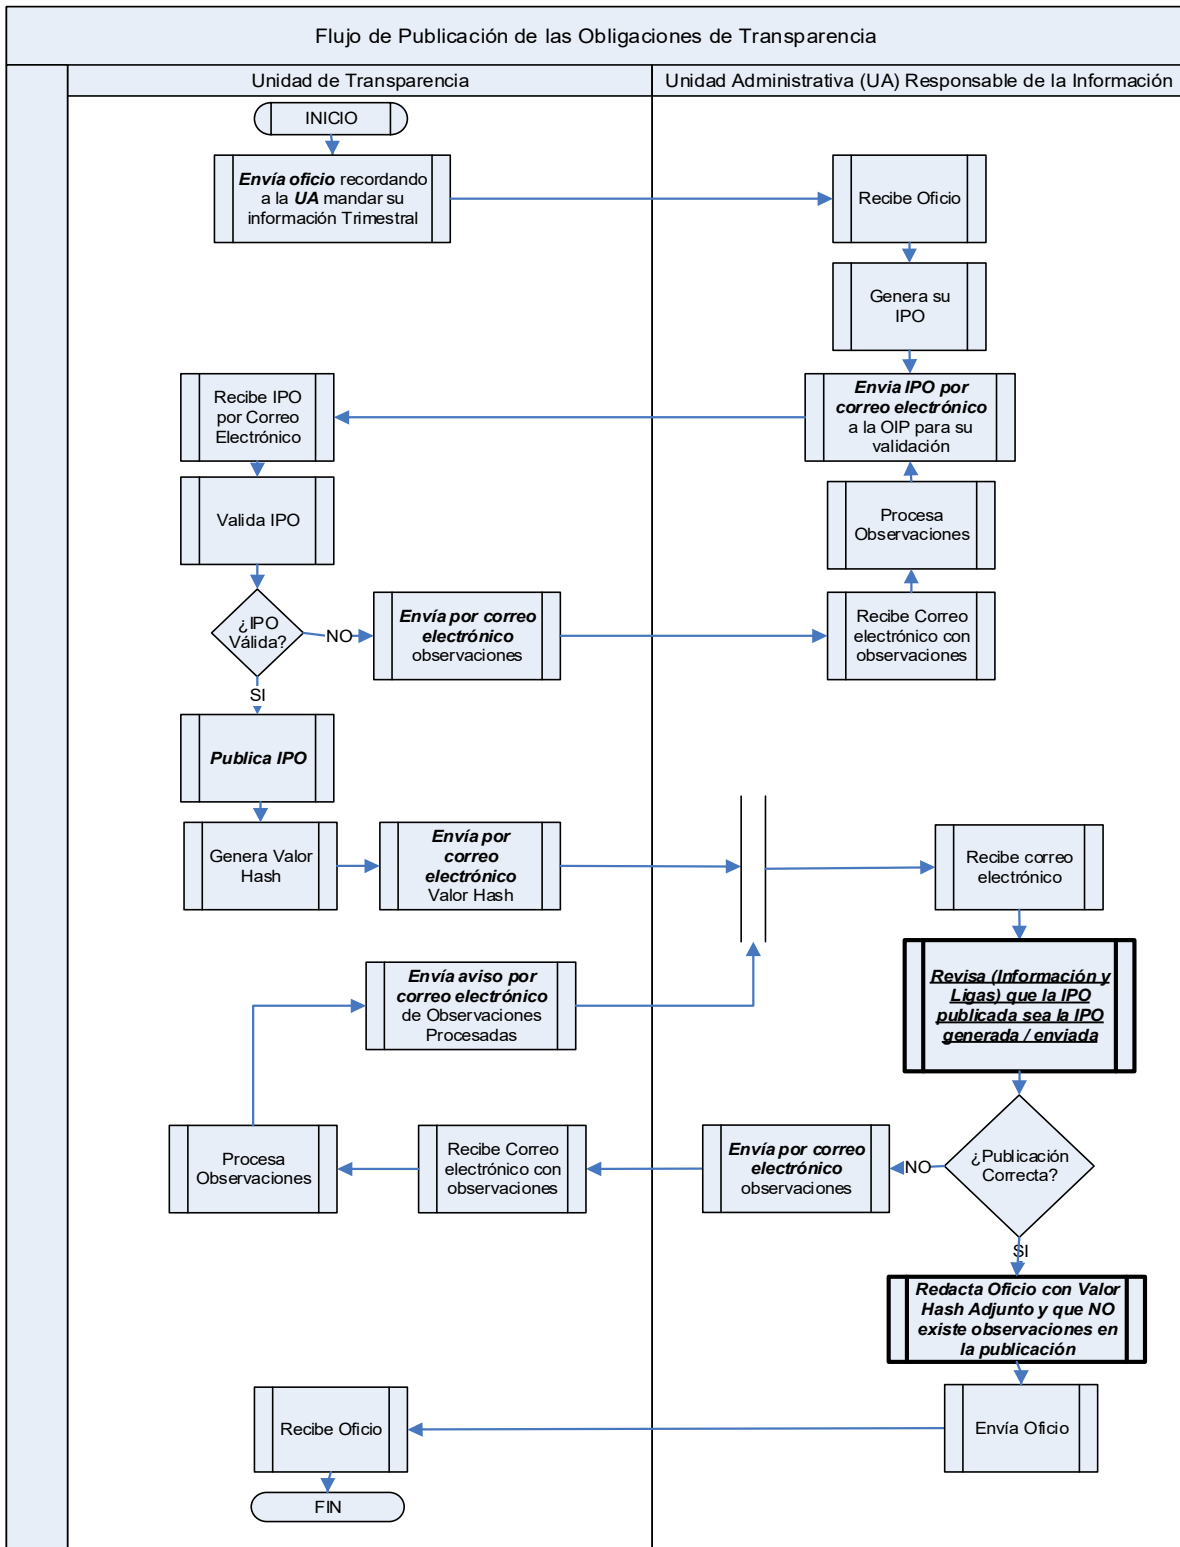 Flujo de Publicación de las Obligaciones de Transparencia
Unidad de Transparencia
Unidad Administrativa (UA) Responsable de la Información
INICIO
Envía oficio recordando
a la UA mandar su
información Trimestral
Recibe Oficio
Genera su
IPO
Recibe IPO
por Correo
Electrónico
Envia IPO por
correo electrónico
a la OIP para su
validación
Valida IPO
Procesa
Observaciones
¿IPO
Válida?
NO
Envía por correo
electrónico
observaciones
Recibe Correo
electrónico con
observaciones
SI
Publica IPO
Genera Valor
Hash
Envía por
correo
electrónico
Valor Hash
Recibe correo
electrónico
Revisa (Información y
Ligas) que la IPO
publicada sea la IPO
generada / enviada
Envía aviso por
correo electrónico
de Observaciones
Procesadas
Procesa
Observaciones
Recibe Correo
electrónico con
observaciones
Envía por correo
electrónico
observaciones
NO
¿Publicación
Correcta?
SI
Redacta Oficio con Valor
Hash Adjunto y que NO
existe observaciones en
la publicación
Recibe Oficio
Envía Oficio
FIN